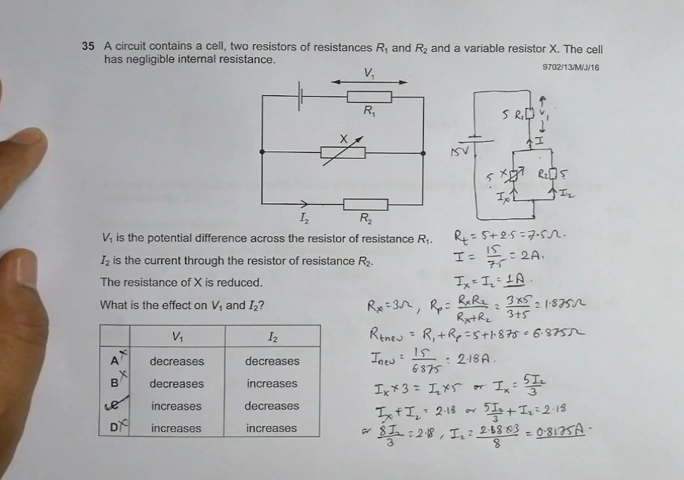 35 A circuit contains a cell, two resistors of resistances R₁ and R₂ and a variable resistor X. The cell
has negligible internal resistance.
9702/13/M/J/16
V₁
R₁
X
I₂
R₂
5 R₁ V₁
I
15V
5 X R₂ 5
Iₓ I₂
V₁ is the potential difference across the resistor of resistance R₁.
I₂ is the current through the resistor of resistance R₂.
The resistance of X is reduced.
What is the effect on V₁ and I₂?
V₁ I₂
A decreases decreases
B decreases increases
C increases decreases
D increases increases
Rt = 5+2.5 = 7.5Ω.
I = 15/7.5 = 2A.
Iₓ = I₂ = 1A.
Rₓ = 3Ω, Rp = RₓR₂/Rₓ+R₂ = 3×5/3+5 = 1.875Ω
Rtnew = R₁+Rp = 5+1.875 = 6.875Ω
Inew = 15/6.875 = 2.18A.
Iₓ×3 = I₂×5 or Iₓ = 5I₂/3
Iₓ+I₂ = 2.18 or 5I₂/3 + I₂ = 2.18
or 8I₂/3 = 2.18, I₂ = 2.18×3/8 = 0.8175A